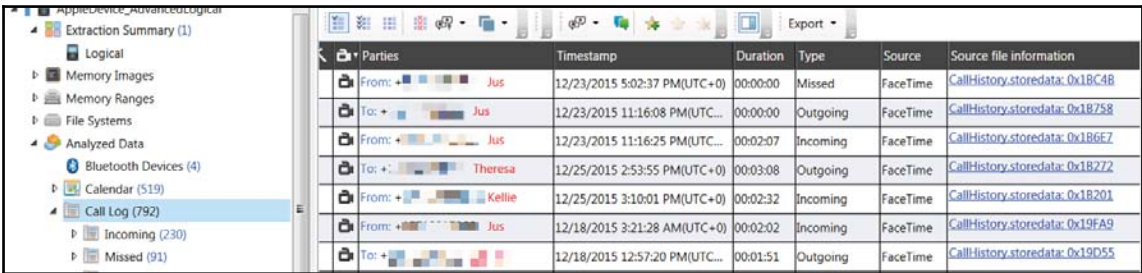 AppleDevice_AdvancedLogical
Extraction Summary (1)
Logical
Memory Images
Memory Ranges
File Systems
Analyzed Data
Bluetooth Devices (4)
Calendar (519)
Call Log (792)
Incoming (230)
Missed (91)
Export
Parties Timestamp Duration Type Source Source file information
From: + Jus 12/23/2015 5:02:37 PM(UTC+0) 00:00:00 Missed FaceTime CallHistory.storedata: 0x1BC4B
To: + Jus 12/23/2015 11:16:08 PM(UTC... 00:00:00 Outgoing FaceTime CallHistory.storedata: 0x1B758
From: + Jus 12/23/2015 11:16:25 PM(UTC... 00:02:07 Incoming FaceTime CallHistory.storedata: 0x1B6E7
To: + Theresa 12/25/2015 2:53:55 PM(UTC+0) 00:03:08 Outgoing FaceTime CallHistory.storedata: 0x1B272
From: + Kellie 12/25/2015 3:10:01 PM(UTC+0) 00:02:32 Incoming FaceTime CallHistory.storedata: 0x1B201
From: + Jus 12/18/2015 3:21:28 AM(UTC+0) 00:02:02 Incoming FaceTime CallHistory.storedata: 0x19FA9
To: + 12/18/2015 12:57:20 PM(UTC... 00:01:51 Outgoing FaceTime CallHistory.storedata: 0x19D55